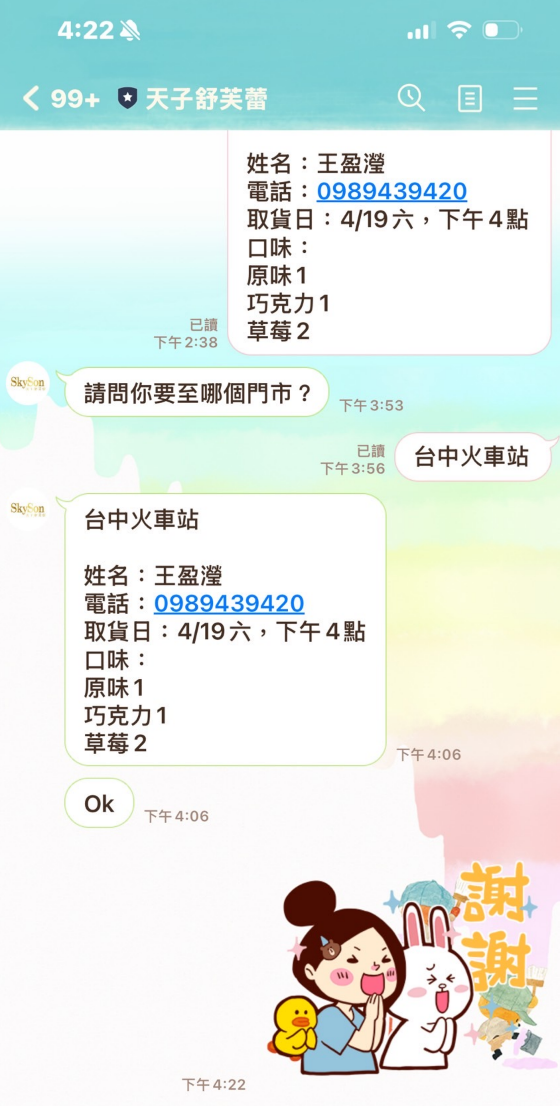 4:22
99+ 天子舒芙蕾
姓名：王盈瀅
電話：0989439420
取貨日：4/19六，下午4點
口味：
原味1
巧克力1
草莓2
已讀
下午2:38
SkySon
請問你要至哪個門市？
下午3:53
已讀
下午3:56
台中火車站
SkySon
台中火車站
姓名：王盈瀅
電話：0989439420
取貨日：4/19六，下午4點
口味：
原味1
巧克力1
草莓2
下午4:06
Ok
下午4:06
謝
謝
下午4:22